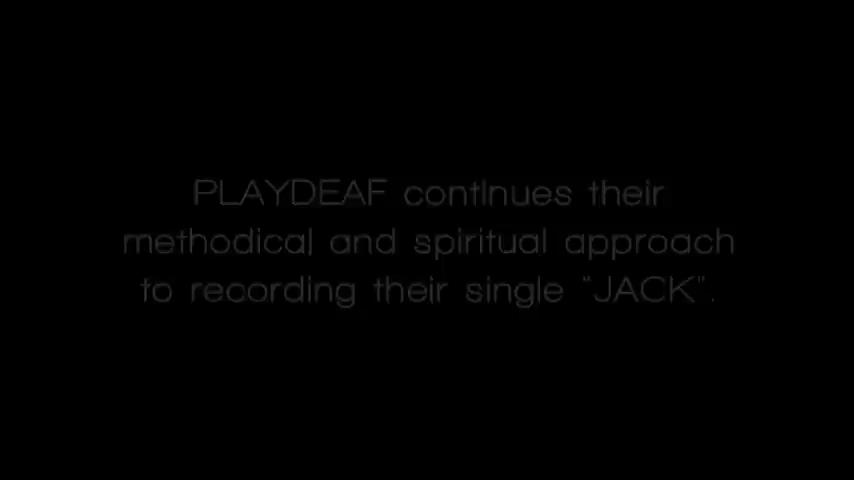 PLAYDEAF continues their
methodical and spiritual approach
to recording their single "JACK".